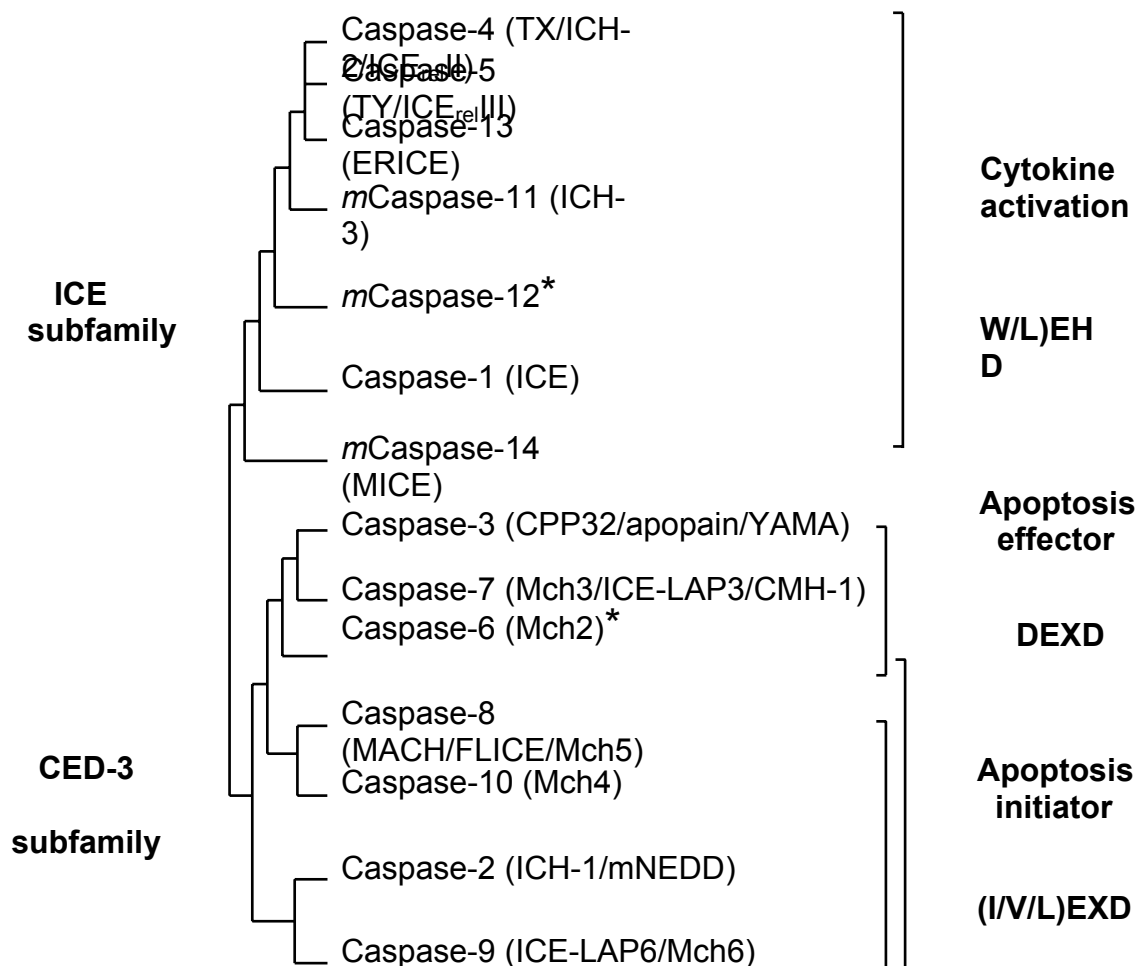 Caspase-4 (TX/ICH-
2/ICErelII)
Caspase-5
(TY/ICErelIII)
Caspase-13
(ERICE)
mCaspase-11 (ICH-
3)
mCaspase-12*
Caspase-1 (ICE)
mCaspase-14
(MICE)
Caspase-3 (CPP32/apopain/YAMA)
Caspase-7 (Mch3/ICE-LAP3/CMH-1)
Caspase-6 (Mch2)*
Caspase-8
(MACH/FLICE/Mch5)
Caspase-10 (Mch4)
Caspase-2 (ICH-1/mNEDD)
Caspase-9 (ICE-LAP6/Mch6)
ICE
subfamily
CED-3
subfamily
Cytokine
activation
W/L)EH
D
Apoptosis
effector
DEXD
Apoptosis
initiator
(I/V/L)EXD